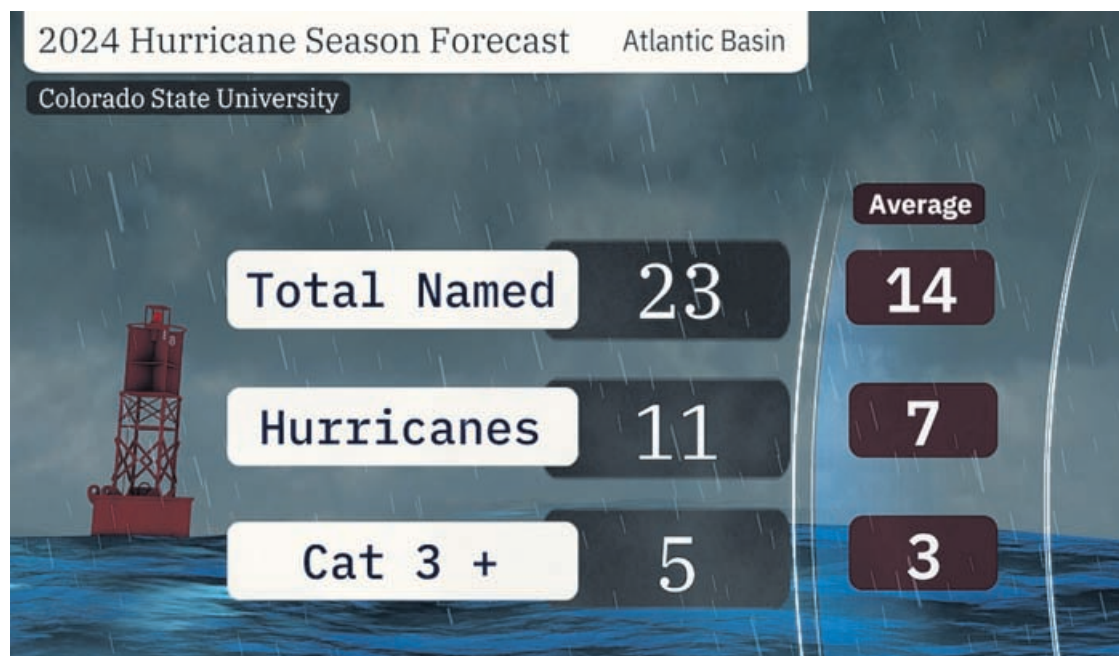 2024 Hurricane Season Forecast Atlantic Basin
Colorado State University
Average
Total Named 23 14
Hurricanes 11 7
Cat 3 + 5 3